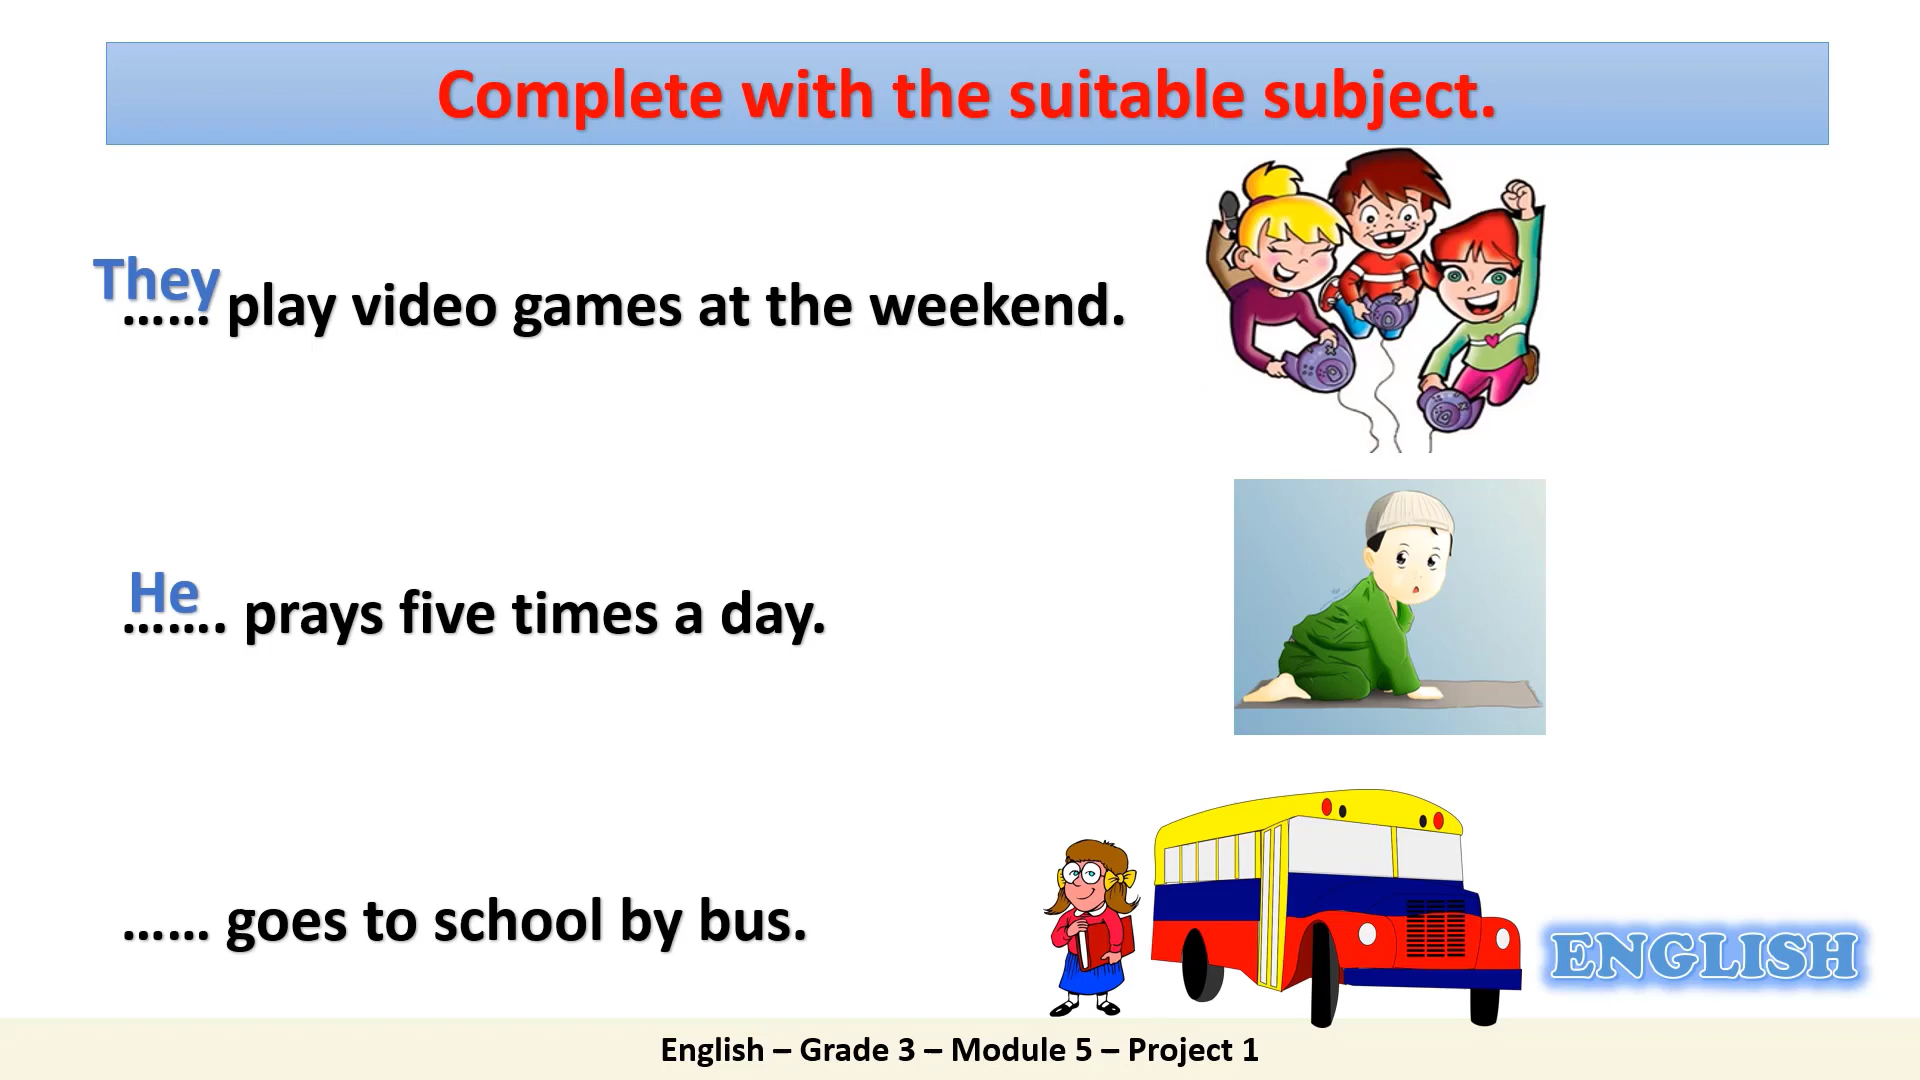 Complete with the suitable subject.
They
...... play video games at the weekend.
He
....... prays five times a day.
...... goes to school by bus.
ENGLISH
English – Grade 3 – Module 5 – Project 1